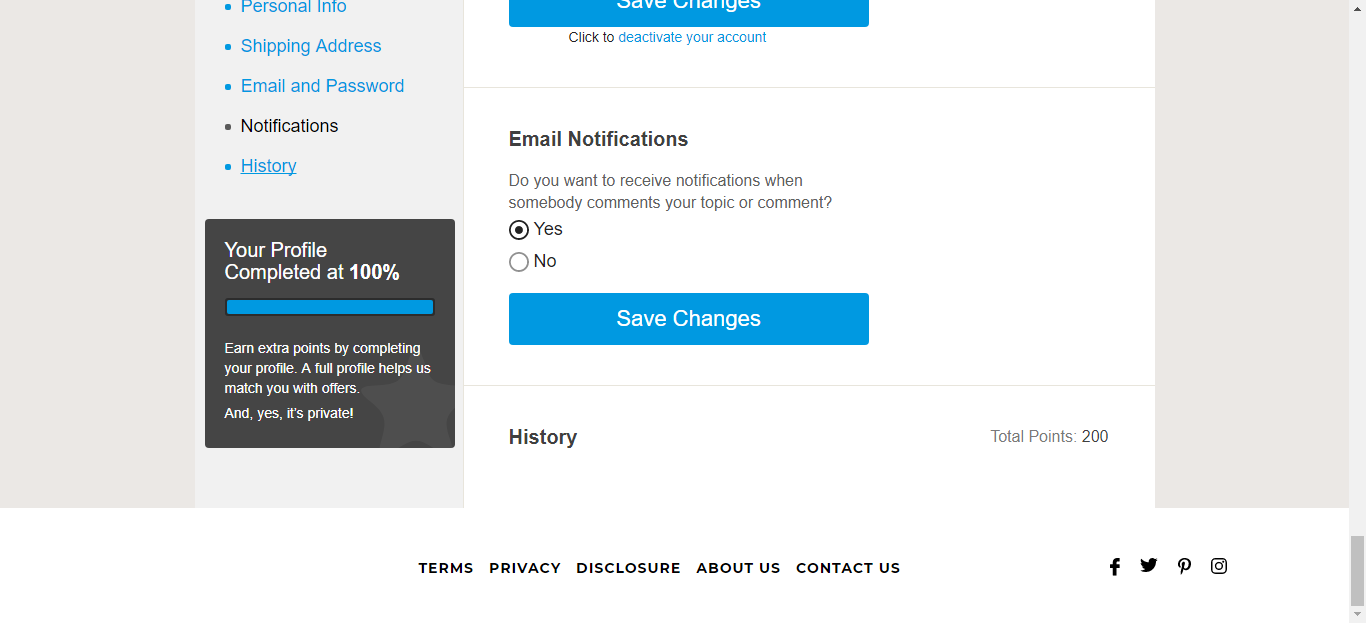 Personal Info
Shipping Address
Email and Password
Notifications
History
Your Profile
Completed at 100%
Earn extra points by completing
your profile. A full profile helps us
match you with offers.
And, yes, it's private!
Save Changes
Click to deactivate your account
Email Notifications
Do you want to receive notifications when
somebody comments your topic or comment?
Yes
No
Save Changes
History
Total Points: 200
TERMS PRIVACY DISCLOSURE ABOUT US CONTACT US